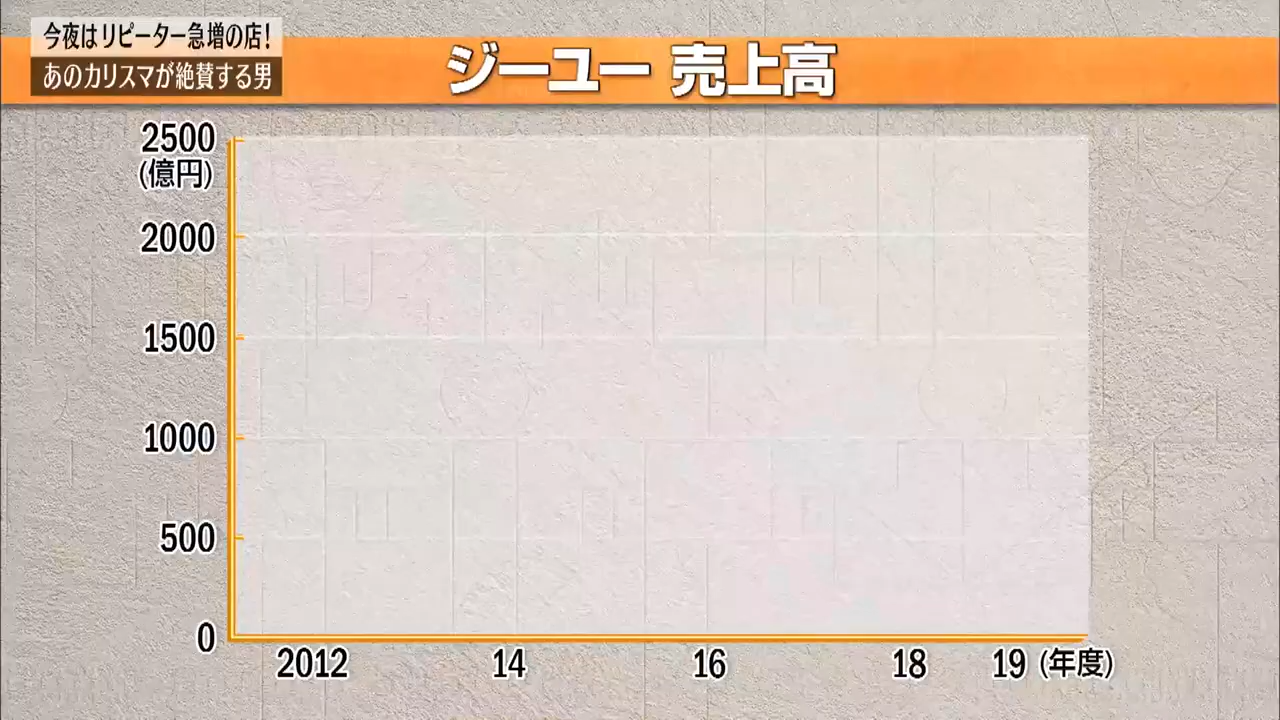 今夜はリピーター急増の店!
あのカリスマが絶賛する男
ジーユー 売上高
2500
(億円)
2000
1500
1000
500
0
2012 14 16 18 19 (年度)